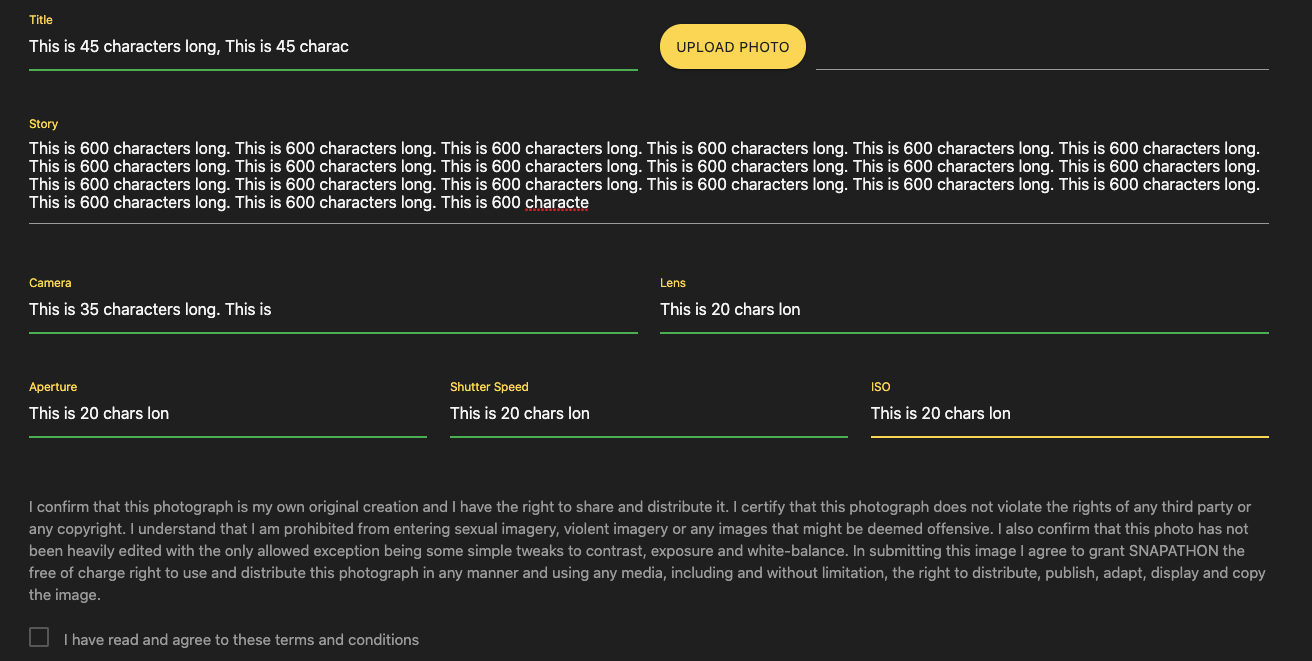 Title
This is 45 characters long, This is 45 charac
UPLOAD PHOTO
Story
This is 600 characters long. This is 600 characters long. This is 600 characters long. This is 600 characters long. This is 600 characters long. This is 600 characters long.
This is 600 characters long. This is 600 characters long. This is 600 characters long. This is 600 characters long. This is 600 characters long. This is 600 characters long.
This is 600 characters long. This is 600 characters long. This is 600 characters long. This is 600 characters long. This is 600 characters long. This is 600 characters long.
This is 600 characters long. This is 600 characters long. This is 600 characte
Camera
This is 35 characters long. This is
Lens
This is 20 chars lon
Aperture
This is 20 chars lon
Shutter Speed
This is 20 chars lon
ISO
This is 20 chars lon
I confirm that this photograph is my own original creation and I have the right to share and distribute it. I certify that this photograph does not violate the rights of any third party or
any copyright. I understand that I am prohibited from entering sexual imagery, violent imagery or any images that might be deemed offensive. I also confirm that this photo has not
been heavily edited with the only allowed exception being some simple tweaks to contrast, exposure and white-balance. In submitting this image I agree to grant SNAPATHON the
free of charge right to use and distribute this photograph in any manner and using any media, including and without limitation, the right to distribute, publish, adapt, display and copy
the image.
I have read and agree to these terms and conditions